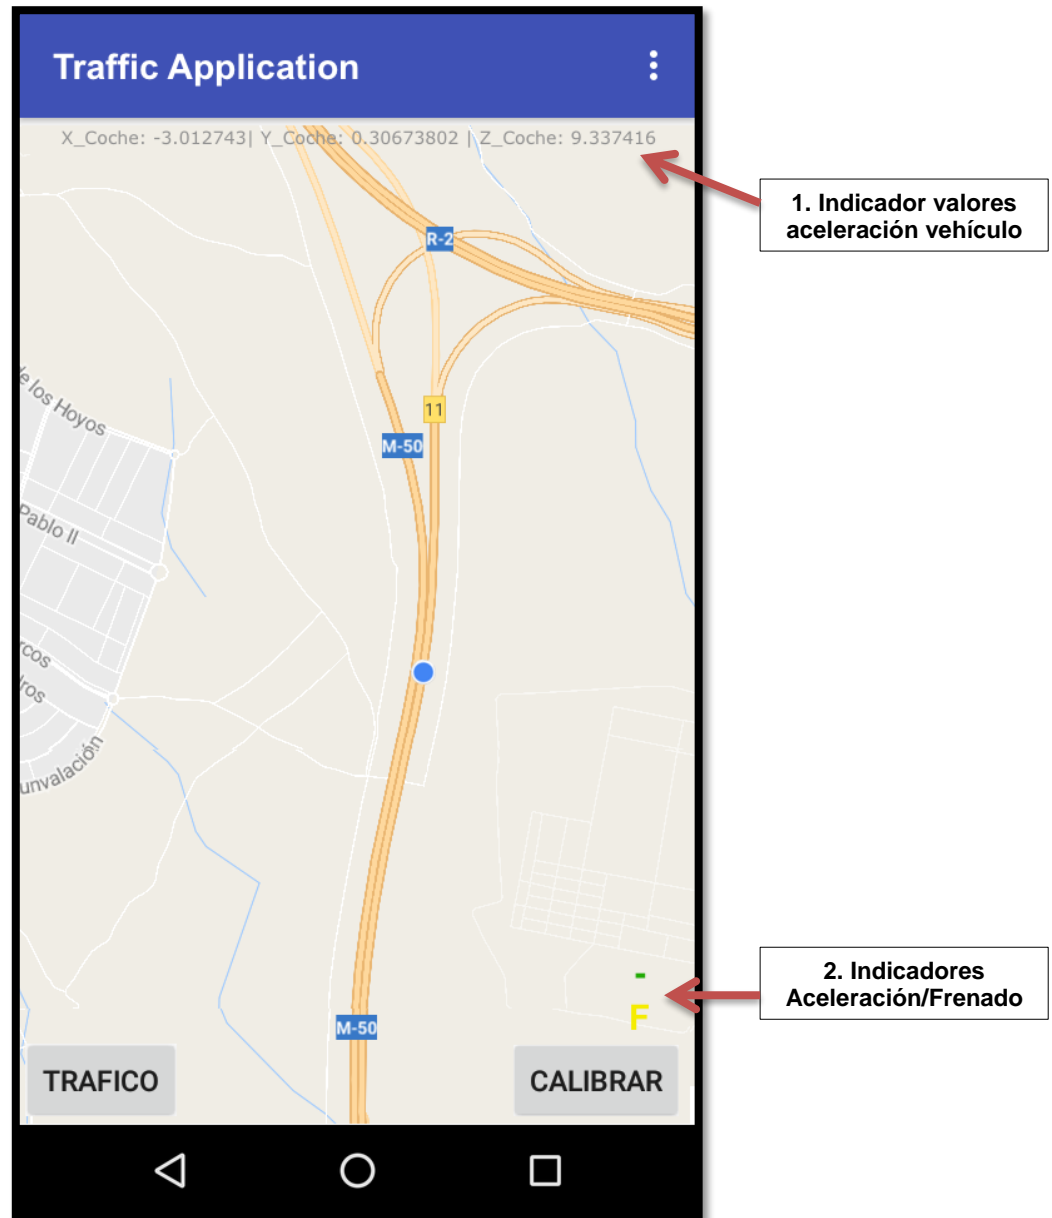 Traffic Application
X_Coche: -3.012743| Y_Coche: 0.30673802 | Z_Coche: 9.337416
1. Indicador valores
aceleración vehículo
R-2
de los Hoyos
11
M-50
Pablo II
rcos
ros
unvalación
-
F
2. Indicadores
Aceleración/Frenado
M-50
TRAFICO
CALIBRAR